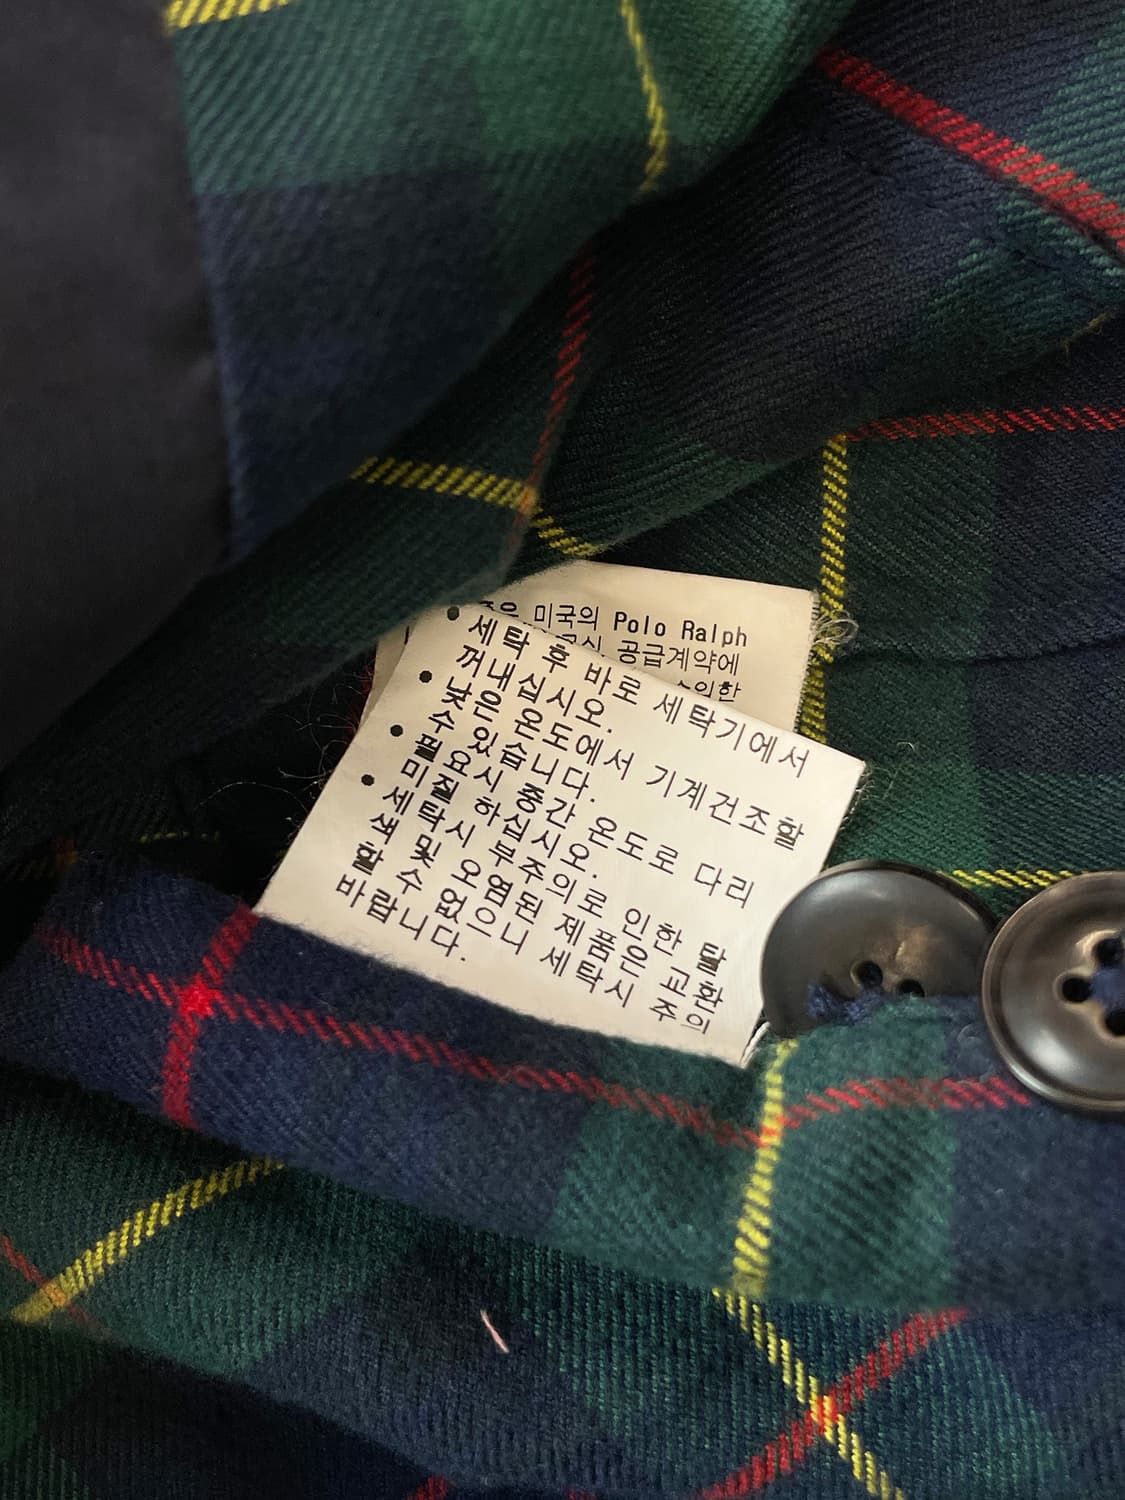 미국의 Polo Ralph
공급계약에
• 세탁 후 바로 세탁기에서
꺼내십시오.
• 낮은 온도에서 기계건조할
수 있습니다.
• 필요시 중간 온도로 다리
미질 하십시오.
• 세탁시 부주의로 인한 탈
색 및 오염된 제품은 교환
할 수 없으니 세탁시 주의
바랍니다.